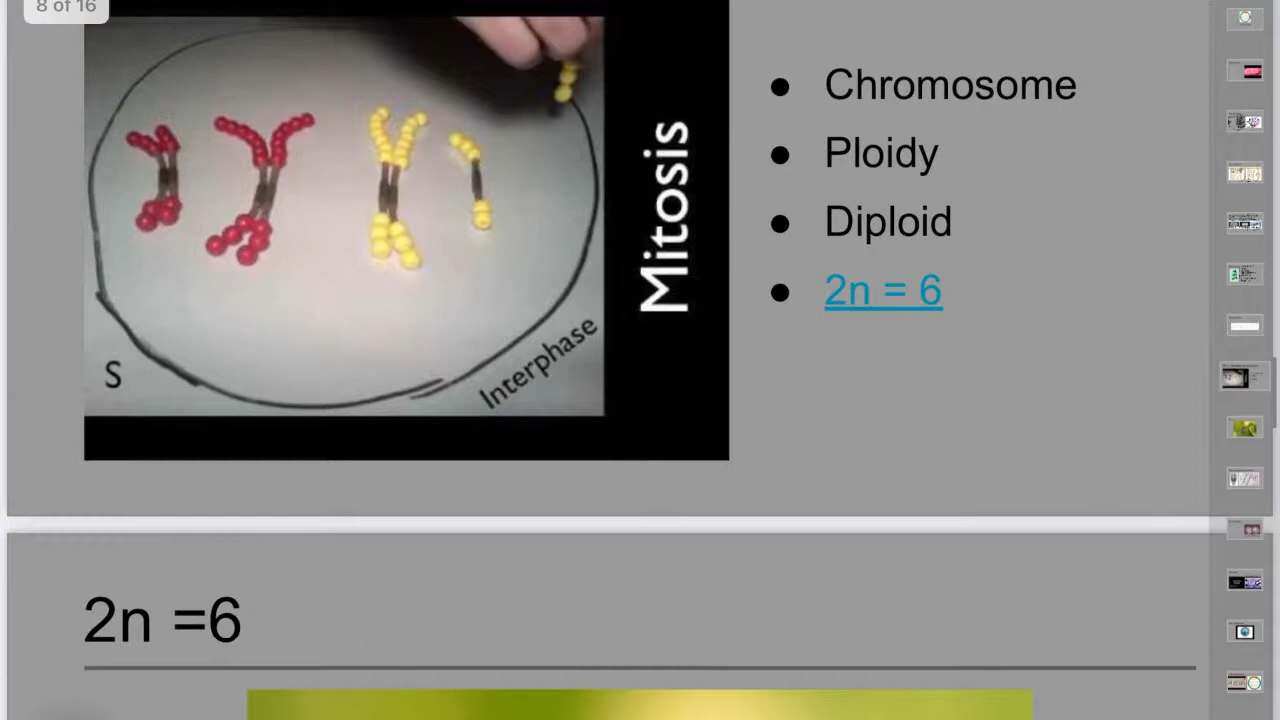 8 of 16
Mitosis
S
Interphase
Chromosome
Ploidy
Diploid
2n = 6
2n =6